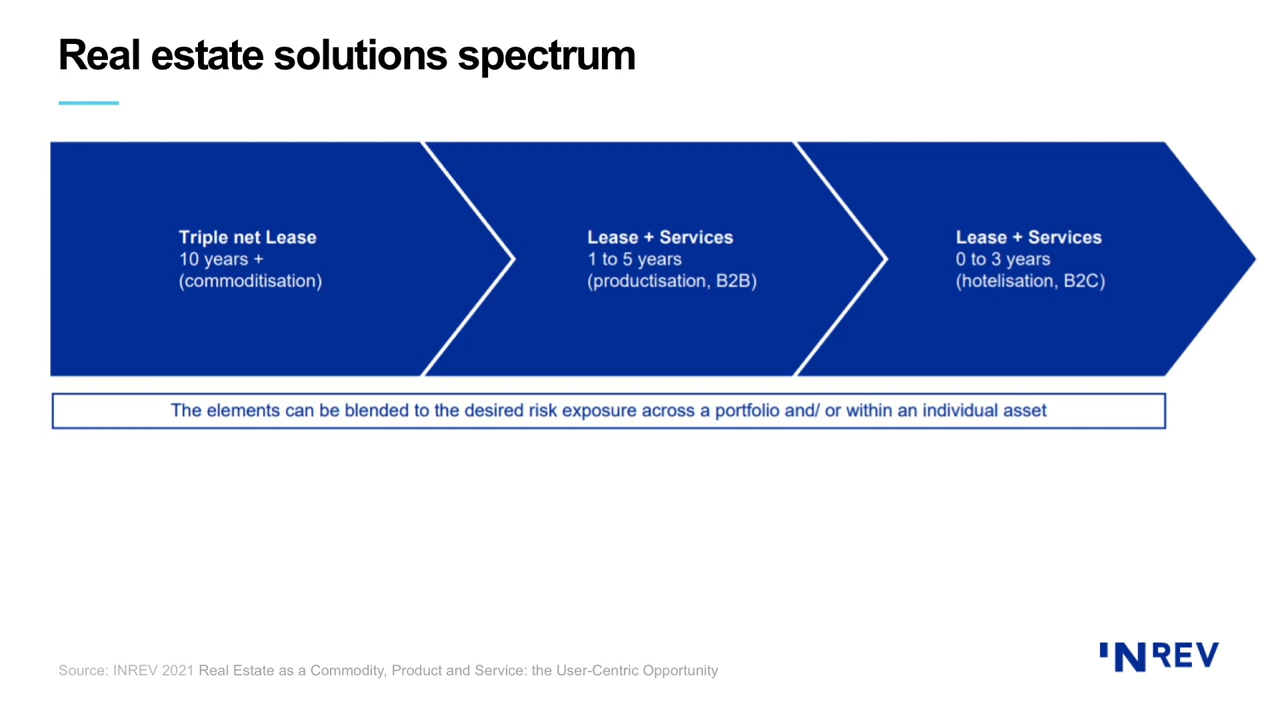 Real estate solutions spectrum
Triple net Lease
10 years +
(commoditisation)
Lease + Services
1 to 5 years
(productisation, B2B)
Lease + Services
0 to 3 years
(hotelisation, B2C)
The elements can be blended to the desired risk exposure across a portfolio and/ or within an individual asset
Source: INREV 2021 Real Estate as a Commodity, Product and Service: the User-Centric Opportunity
INREV